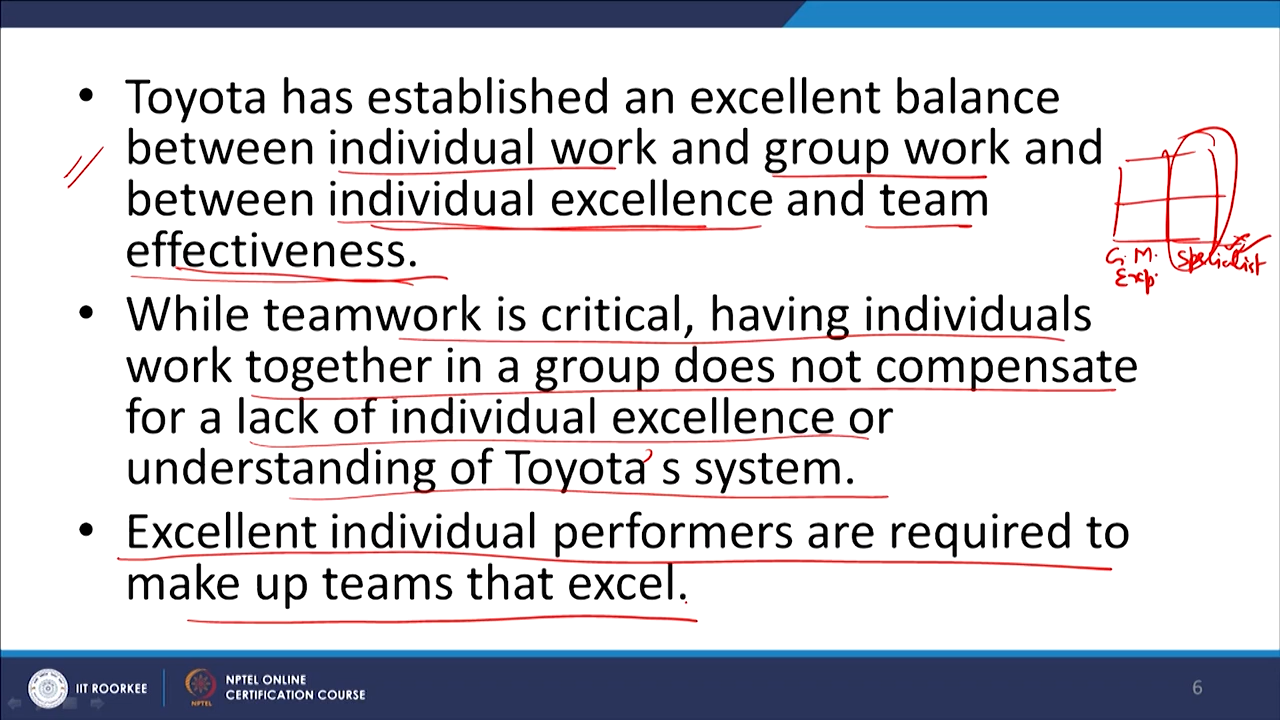 • Toyota has established an excellent balance
between individual work and group work and
between individual excellence and team
effectiveness.
• While teamwork is critical, having individuals
work together in a group does not compensate
for a lack of individual excellence or
understanding of Toyota's system.
• Excellent individual performers are required to
make up teams that excel.
G. M.
Exp.
Specialist
IIT ROORKEE
NPTEL ONLINE
CERTIFICATION COURSE
NPTEL
6